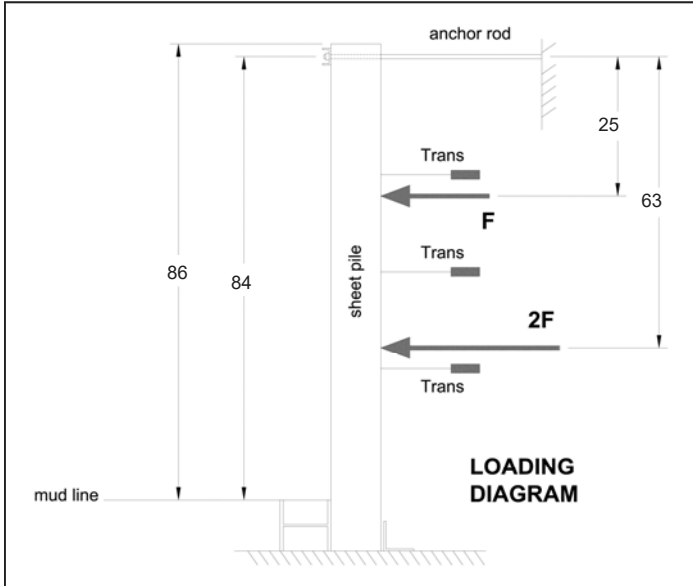 anchor rod
25
Trans
63
F
sheet pile
Trans
86
84
2F
Trans
LOADING
DIAGRAM
mud line